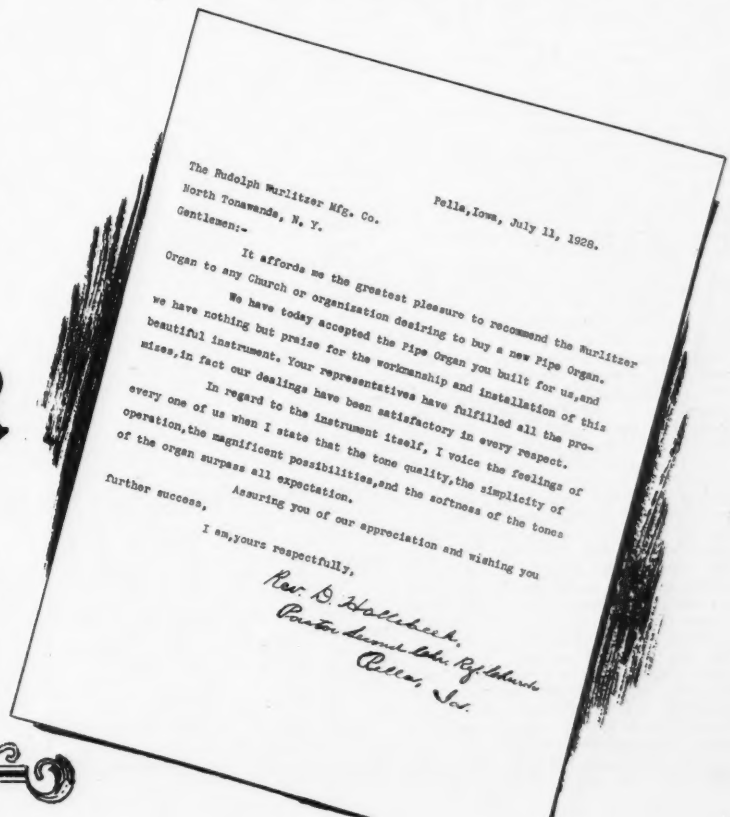 Pella,Iowa, July 11, 1928.
The Rudolph Wurlitzer Mfg. Co.
North Tonawanda, N. Y.
Gentlemen:-
It affords me the greatest pleasure to recommend the Wurlitzer
Organ to any Church or organization desiring to buy a new Pipe Organ.
We have today accepted the Pipe Organ you built for us,and
we have nothing but praise for the workmanship and installation of this
beautiful instrument. Your representatives have fulfilled all the pro-
mizes,in fact our dealings have been satisfactory in every respect.
In regard to the instrument itself, I voice the feelings of
every one of us when I state that the tone quality,the simplicity of
operation,the magnificent possibilities,and the softness of the tones
of the organ surpass all expectation.
Assuring you of our appreciation and wishing you
further success,
I am,yours respectfully,
Rev. D. Hollebeek,
Pastor Second Chr. Ref. Church
Pella, Ia.